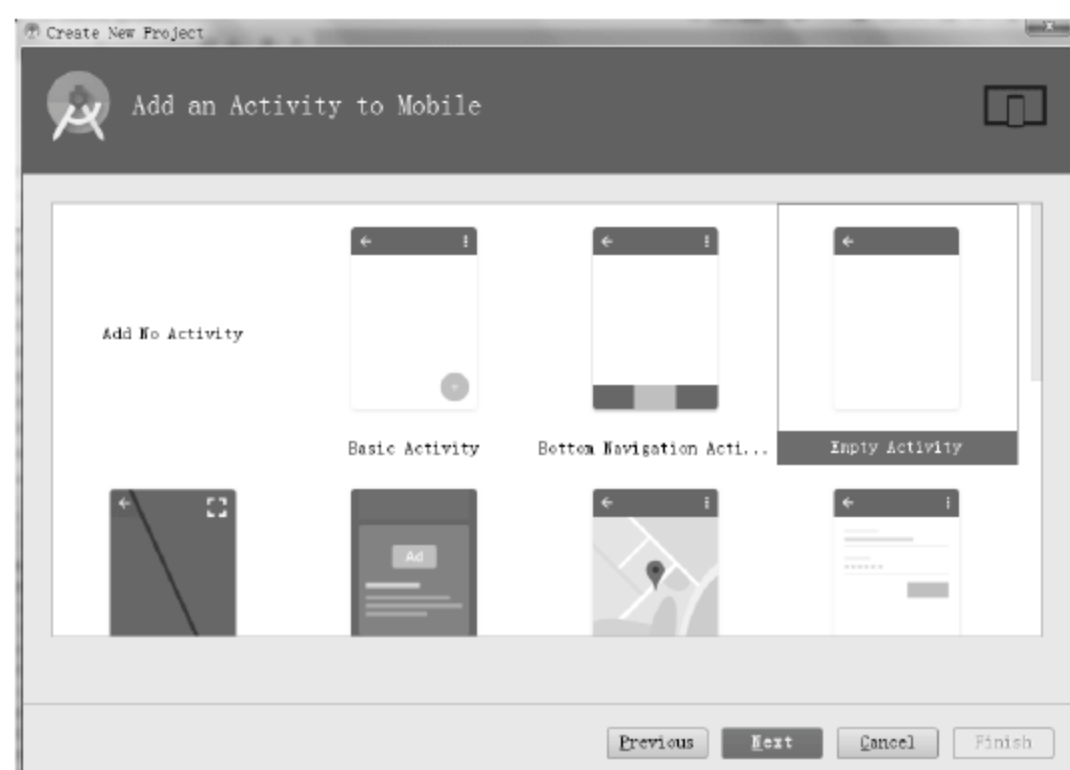 Create New Project
Add an Activity to Mobile
Add No Activity
Basic Activity
Bottom Navigation Acti...
Empty Activity
Ad
Previous
Next
Cancel
Finish